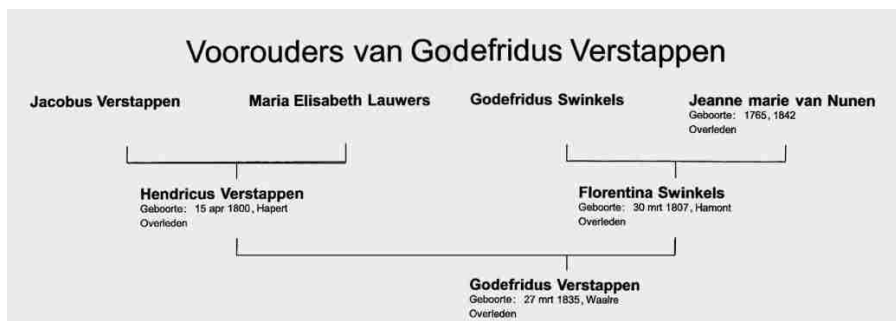 Voorouders van Godefridus Verstappen
Jacobus Verstappen
Maria Elisabeth Lauwers
Godefridus Swinkels
Jeanne marie van Nunen
Geboorte: 1765, 1842
Overleden
Hendricus Verstappen
Geboorte: 15 apr 1800, Hapert
Overleden
Florentina Swinkels
Geboorte: 30 mrt 1807, Hamont
Overleden
Godefridus Verstappen
Geboorte: 27 mrt 1835, Waalre
Overleden